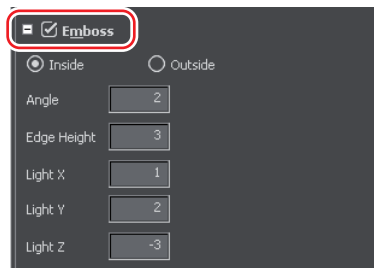 Emboss
Inside Outside
Angle 2
Edge Height 3
Light X 1
Light Y 2
Light Z -3